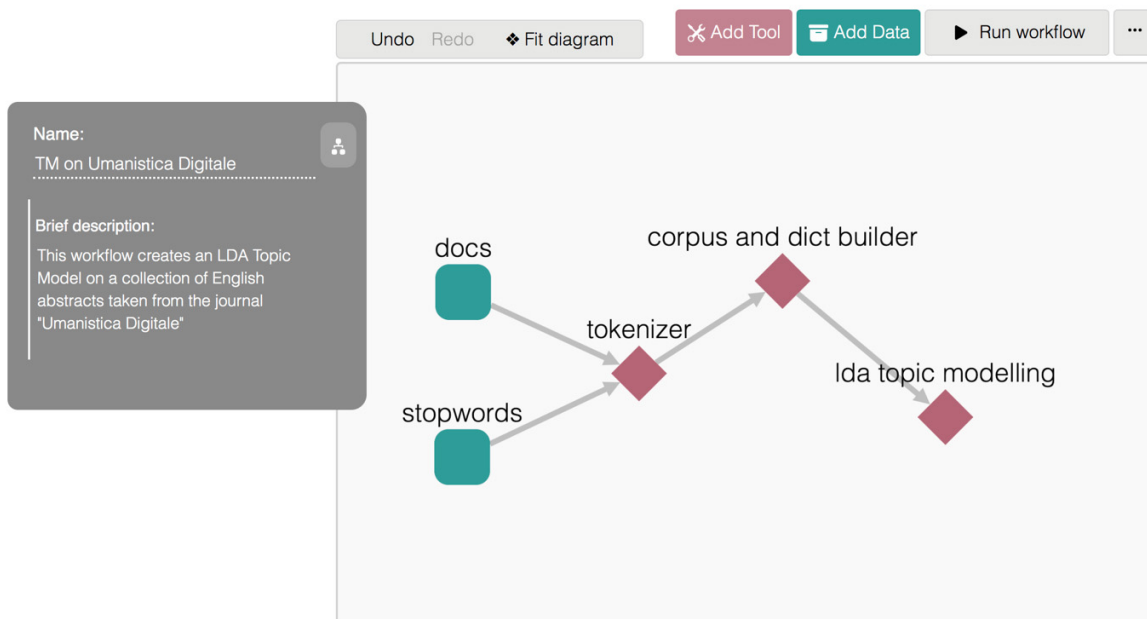 Undo Redo ❖ Fit diagram
Add Tool
Add Data
Run workflow
...
Name:
TM on Umanistica Digitale
Brief description:
This workflow creates an LDA Topic
Model on a collection of English
abstracts taken from the journal
"Umanistica Digitale"
docs
stopwords
tokenizer
corpus and dict builder
lda topic modelling